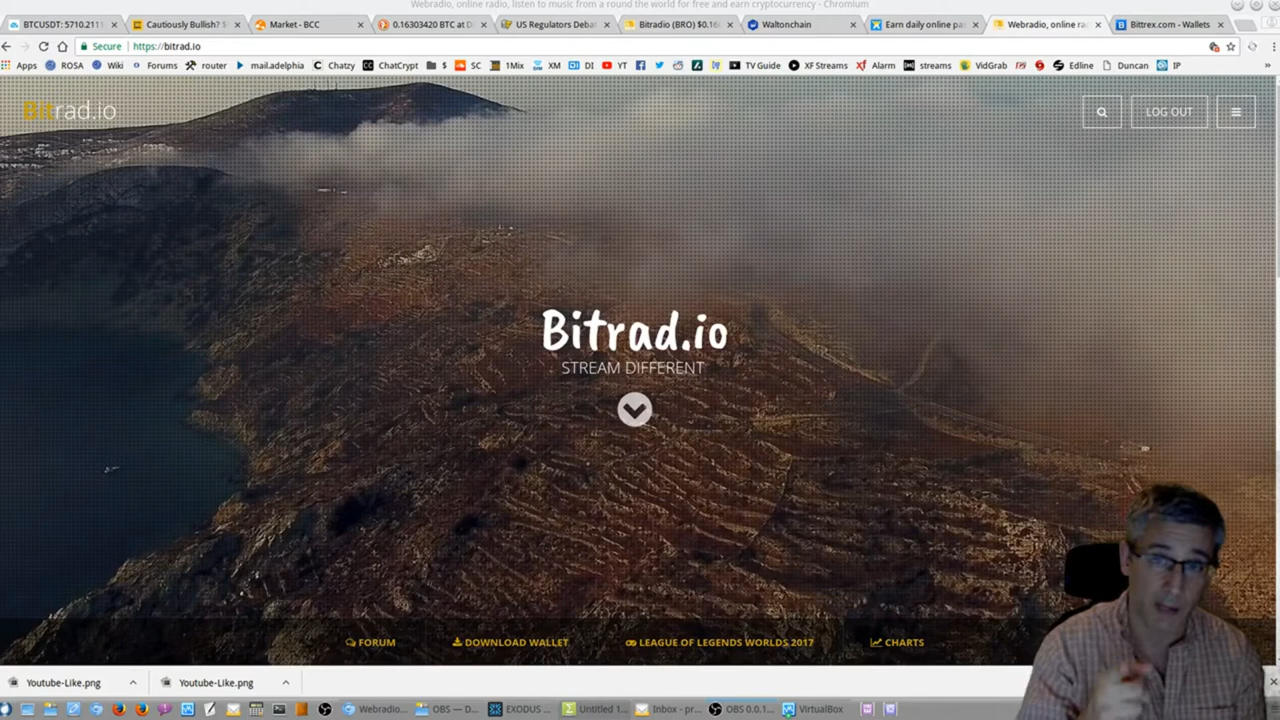 Webradio, online radio, listen to music from a round the world for free and earn cryptocurrency - Chromium
BTCUSDT: 5710.211
Cautiously Bullish?
Market - BCC
0.16303420 BTC at D
US Regulators Debat
Bitradio (BRO) $0.16
Waltonchain
Earn daily online pa
Webradio, online ra
Bittrex.com - Wallets
Secure https://bitrad.io
Apps ROSA Wiki Forums router mail.adelphia Chatzy ChatCrypt $ SC 1Mix XM DI YT TV Guide XF Streams Alarm streams VidGrab Edline Duncan IP »
Bitrad.io
LOG OUT
Bitrad.io
STREAM DIFFERENT
FORUM DOWNLOAD WALLET LEAGUE OF LEGENDS WORLDS 2017 CHARTS
Youtube-Like.png Youtube-Like.png
Webradio... OBS — D... EXODUS Untitled 1... Inbox - pr... OBS 0.0.1... VirtualBox